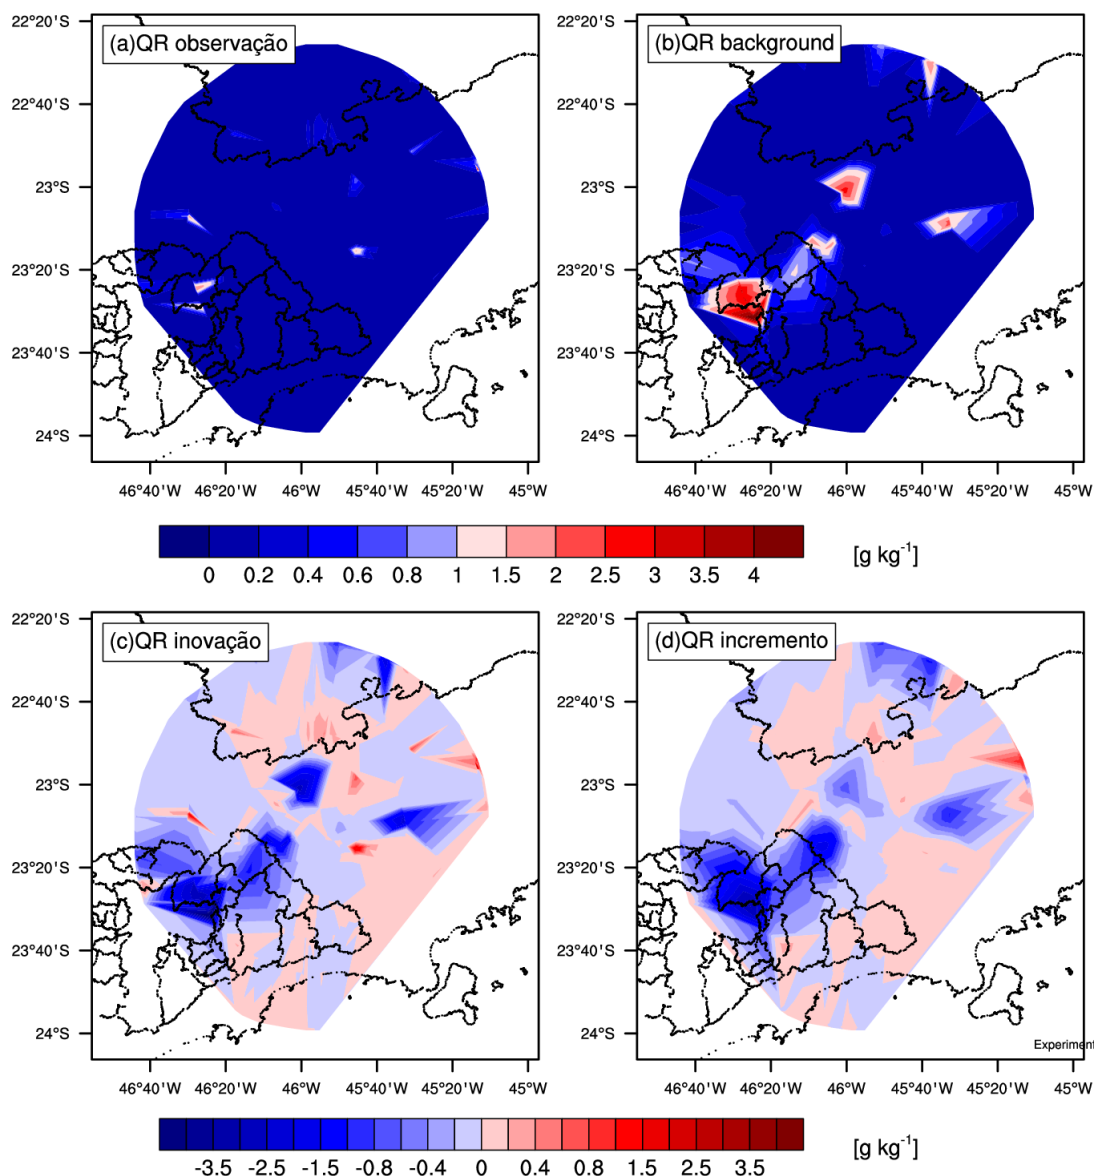 (a)QR observação
(b)QR background
22°20'S
22°40'S
23°S
23°20'S
23°40'S
24°S
46°40'W 46°20'W 46°W 45°40'W 45°20'W 45°W
22°20'S
22°40'S
23°S
23°20'S
23°40'S
24°S
46°40'W 46°20'W 46°W 45°40'W 45°20'W 45°W
0 0.2 0.4 0.6 0.8 1 1.5 2 2.5 3 3.5 4
[g kg⁻¹]
(c)QR inovação
(d)QR incremento
22°20'S
22°40'S
23°S
23°20'S
23°40'S
24°S
46°40'W 46°20'W 46°W 45°40'W 45°20'W 45°W
22°20'S
22°40'S
23°S
23°20'S
23°40'S
24°S
Experiment
46°40'W 46°20'W 46°W 45°40'W 45°20'W 45°W
-3.5 -2.5 -1.5 -0.8 -0.4 0 0.4 0.8 1.5 2.5 3.5
[g kg⁻¹]